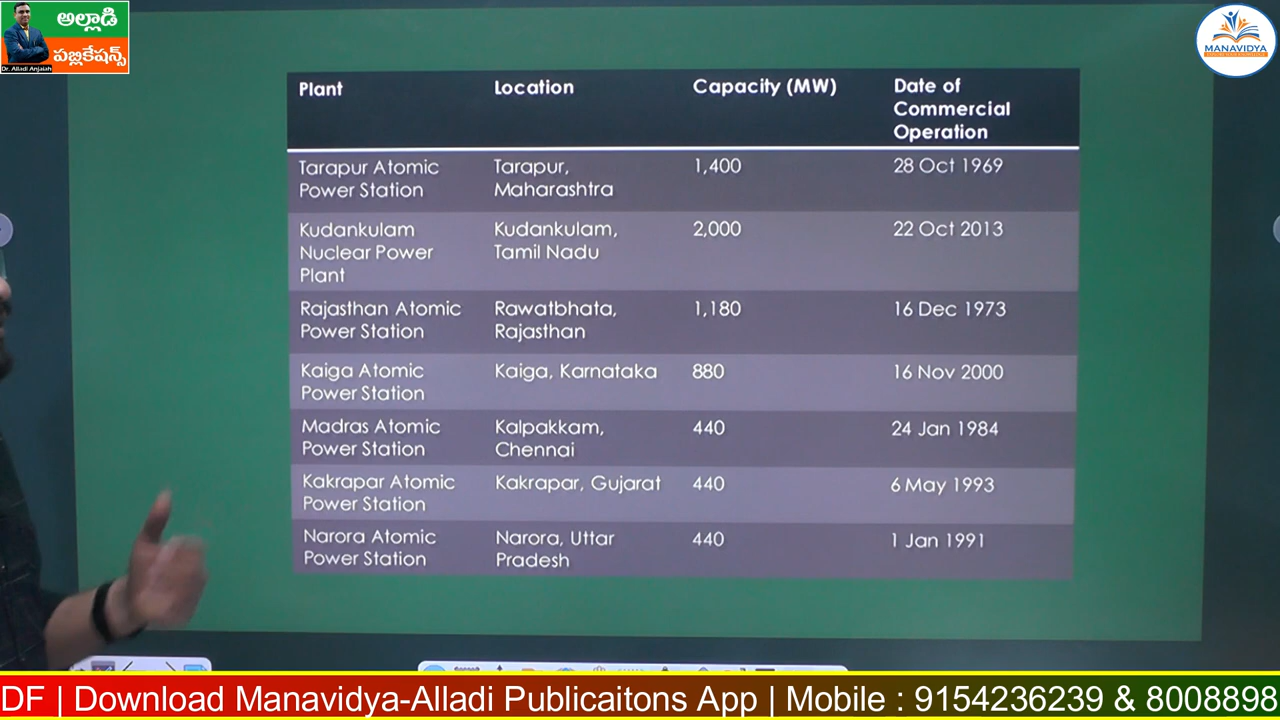 అల్లాడి
పబ్లికేషన్స్
Dr. Alladi Anjaiah
MANAVIDYA
Plant Location Capacity (MW) Date of
Commercial
Operation
Tarapur Atomic Tarapur, 1,400 28 Oct 1969
Power Station Maharashtra
Kudankulam Kudankulam, 2,000 22 Oct 2013
Nuclear Power Tamil Nadu
Plant
Rajasthan Atomic Rawatbhata, 1,180 16 Dec 1973
Power Station Rajasthan
Kaiga Atomic Kaiga, Karnataka 880 16 Nov 2000
Power Station
Madras Atomic Kalpakkam, 440 24 Jan 1984
Power Station Chennai
Kakrapar Atomic Kakrapar, Gujarat 440 6 May 1993
Power Station
Narora Atomic Narora, Uttar 440 1 Jan 1991
Power Station Pradesh
DF | Download Manavidya-Alladi Publicaitons App | Mobile : 9154236239 & 8008898